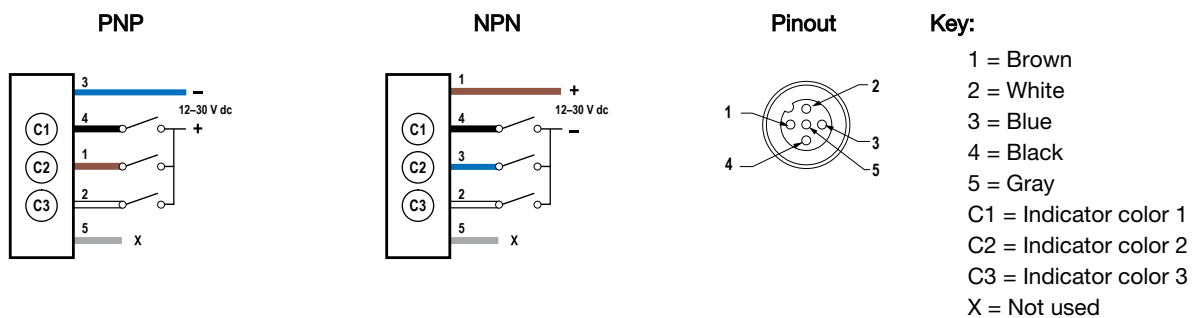 PNP
3
–
12–30 V dc
C1
4
+
C2
1
C3
2
5
X
NPN
1
+
12–30 V dc
C1
4
–
C2
3
C3
2
5
X
Pinout
2
1
3
4
5
Key:
1 = Brown
2 = White
3 = Blue
4 = Black
5 = Gray
C1 = Indicator color 1
C2 = Indicator color 2
C3 = Indicator color 3
X = Not used